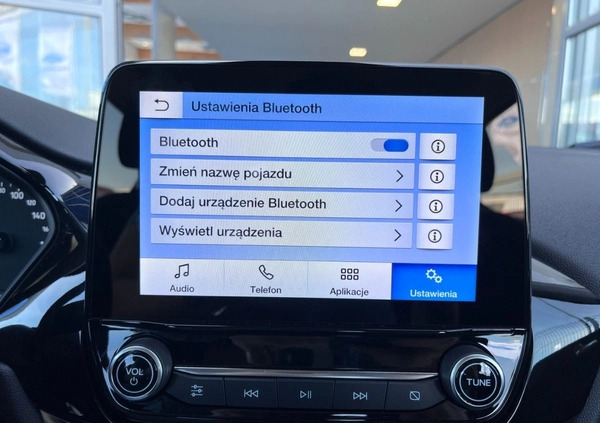 Ustawienia Bluetooth
Bluetooth
Zmień nazwę pojazdu
Dodaj urządzenie Bluetooth
Wyświetl urządzenia
Audio
Telefon
Aplikacje
Ustawienia
100
120
140
VOL
TUNE